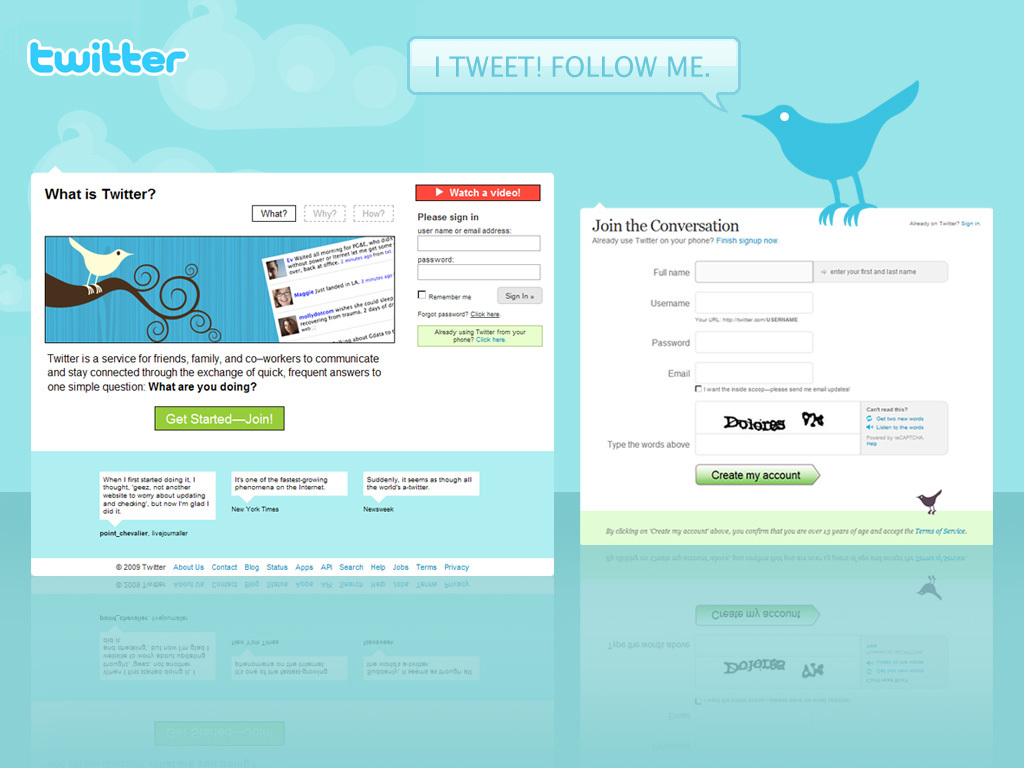 twitter
I TWEET! FOLLOW ME.
What is Twitter?
What?
Why?
How?
Watch a video!
Please sign in
user name or email address:
password:
Remember me
Sign In »
Forgot password? Click here.
Already using Twitter from your
phone? Click here.
Ev Waited all morning for PG&E, who didn
without power or Internet let me get some
over, back at office. 2 minutes ago from
Maggie Just landed in LA. 3 minutes ago
mollydotcom wishes she could sleep
recovering from trauma. 2 days of
talking about Gdata to t
Twitter is a service for friends, family, and co–workers to communicate
and stay connected through the exchange of quick, frequent answers to
one simple question: What are you doing?
Get Started—Join!
When I first started doing it, I
thought, 'geez, not another
website to worry about updating
and checking', but now I'm glad I
did it.
point_chevalier, livejournaller
It's one of the fastest-growing
phenomena on the Internet.
New York Times
Suddenly, it seems as though all
the world's a-twitter.
Newsweek
© 2009 Twitter About Us Contact Blog Status Apps API Search Help Jobs Terms Privacy
Join the Conversation
Already on Twitter? Sign in.
Already use Twitter on your phone? Finish signup now.
Full name
enter your first and last name
Username
Your URL: http://twitter.com/USERNAME
Password
Email
I want the inside scoop—please send me email updates!
Dolores
Can't read this?
Get two new words
Listen to the words
Powered by reCAPTCHA.
Help
Type the words above
Create my account
By clicking on 'Create my account' above, you confirm that you are over 13 years of age and accept the Terms of Service.